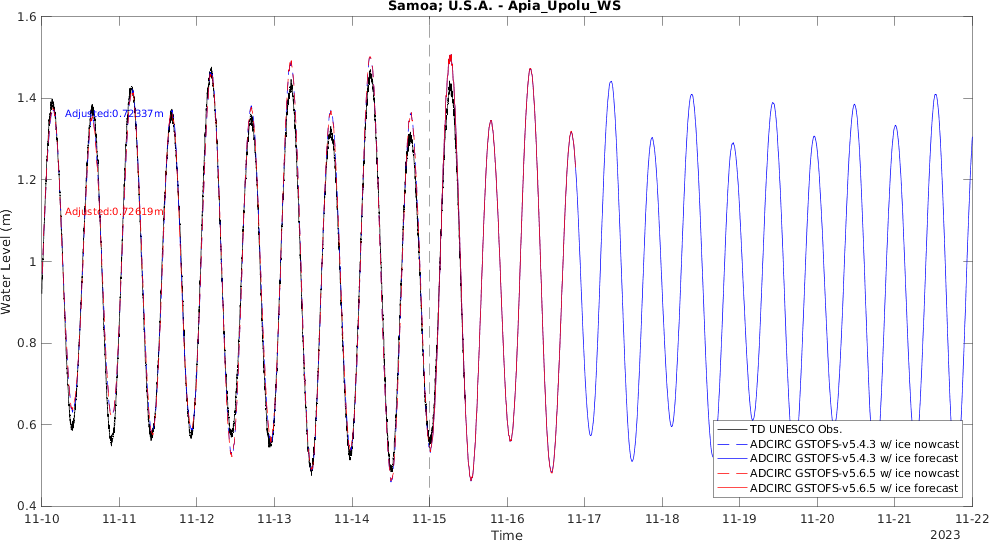 Samoa; U.S.A. - Apia_Upolu_WS
1.6
1.4
1.2
1
0.8
0.6
0.4
Water Level (m)
Adjusted:0.72337m
Adjusted:0.72619m
TD UNESCO Obs.
ADCIRC GSTOFS-v5.4.3 w/ ice nowcast
ADCIRC GSTOFS-v5.4.3 w/ ice forecast
ADCIRC GSTOFS-v5.6.5 w/ ice nowcast
ADCIRC GSTOFS-v5.6.5 w/ ice forecast
11-10 11-11 11-12 11-13 11-14 11-15 11-16 11-17 11-18 11-19 11-20 11-21 11-22
Time
2023